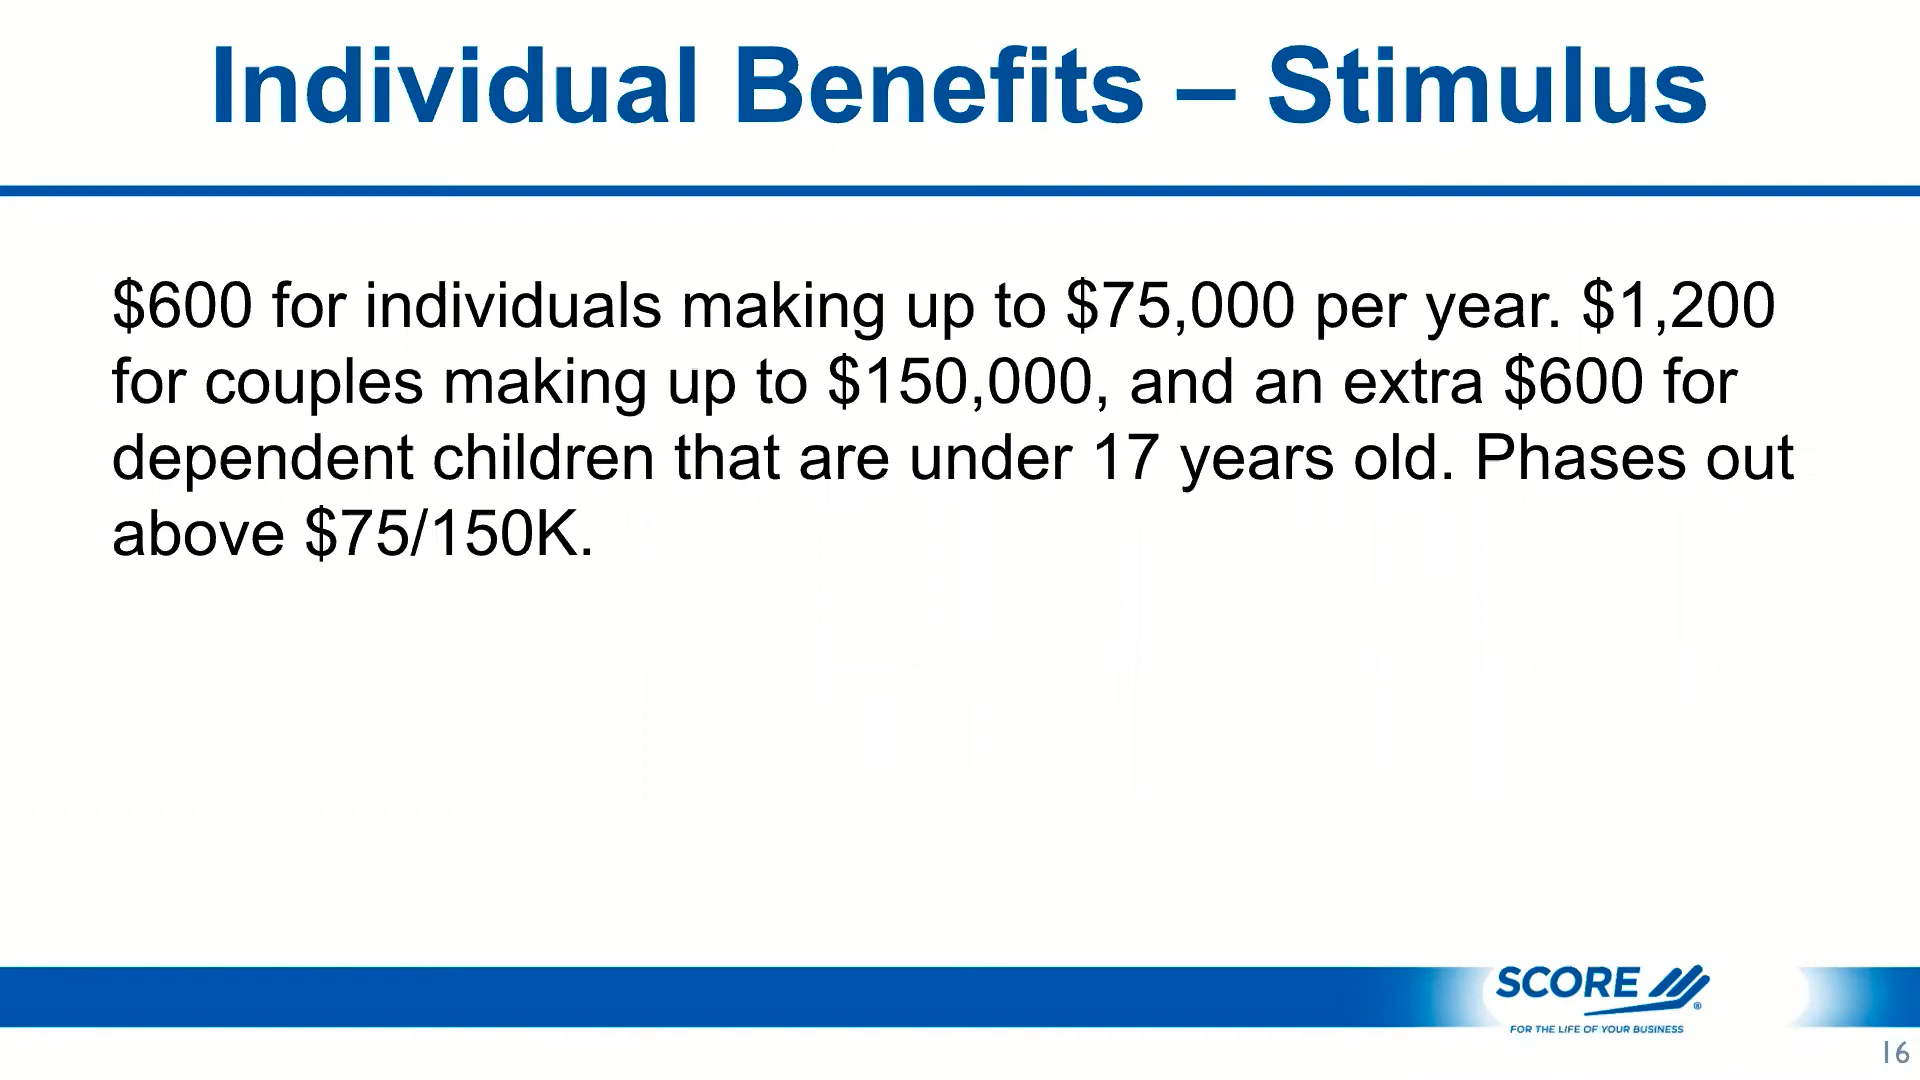 Individual Benefits – Stimulus
$600 for individuals making up to $75,000 per year. $1,200
for couples making up to $150,000, and an extra $600 for
dependent children that are under 17 years old. Phases out
above $75/150K.
SCORE
®
FOR THE LIFE OF YOUR BUSINESS
16